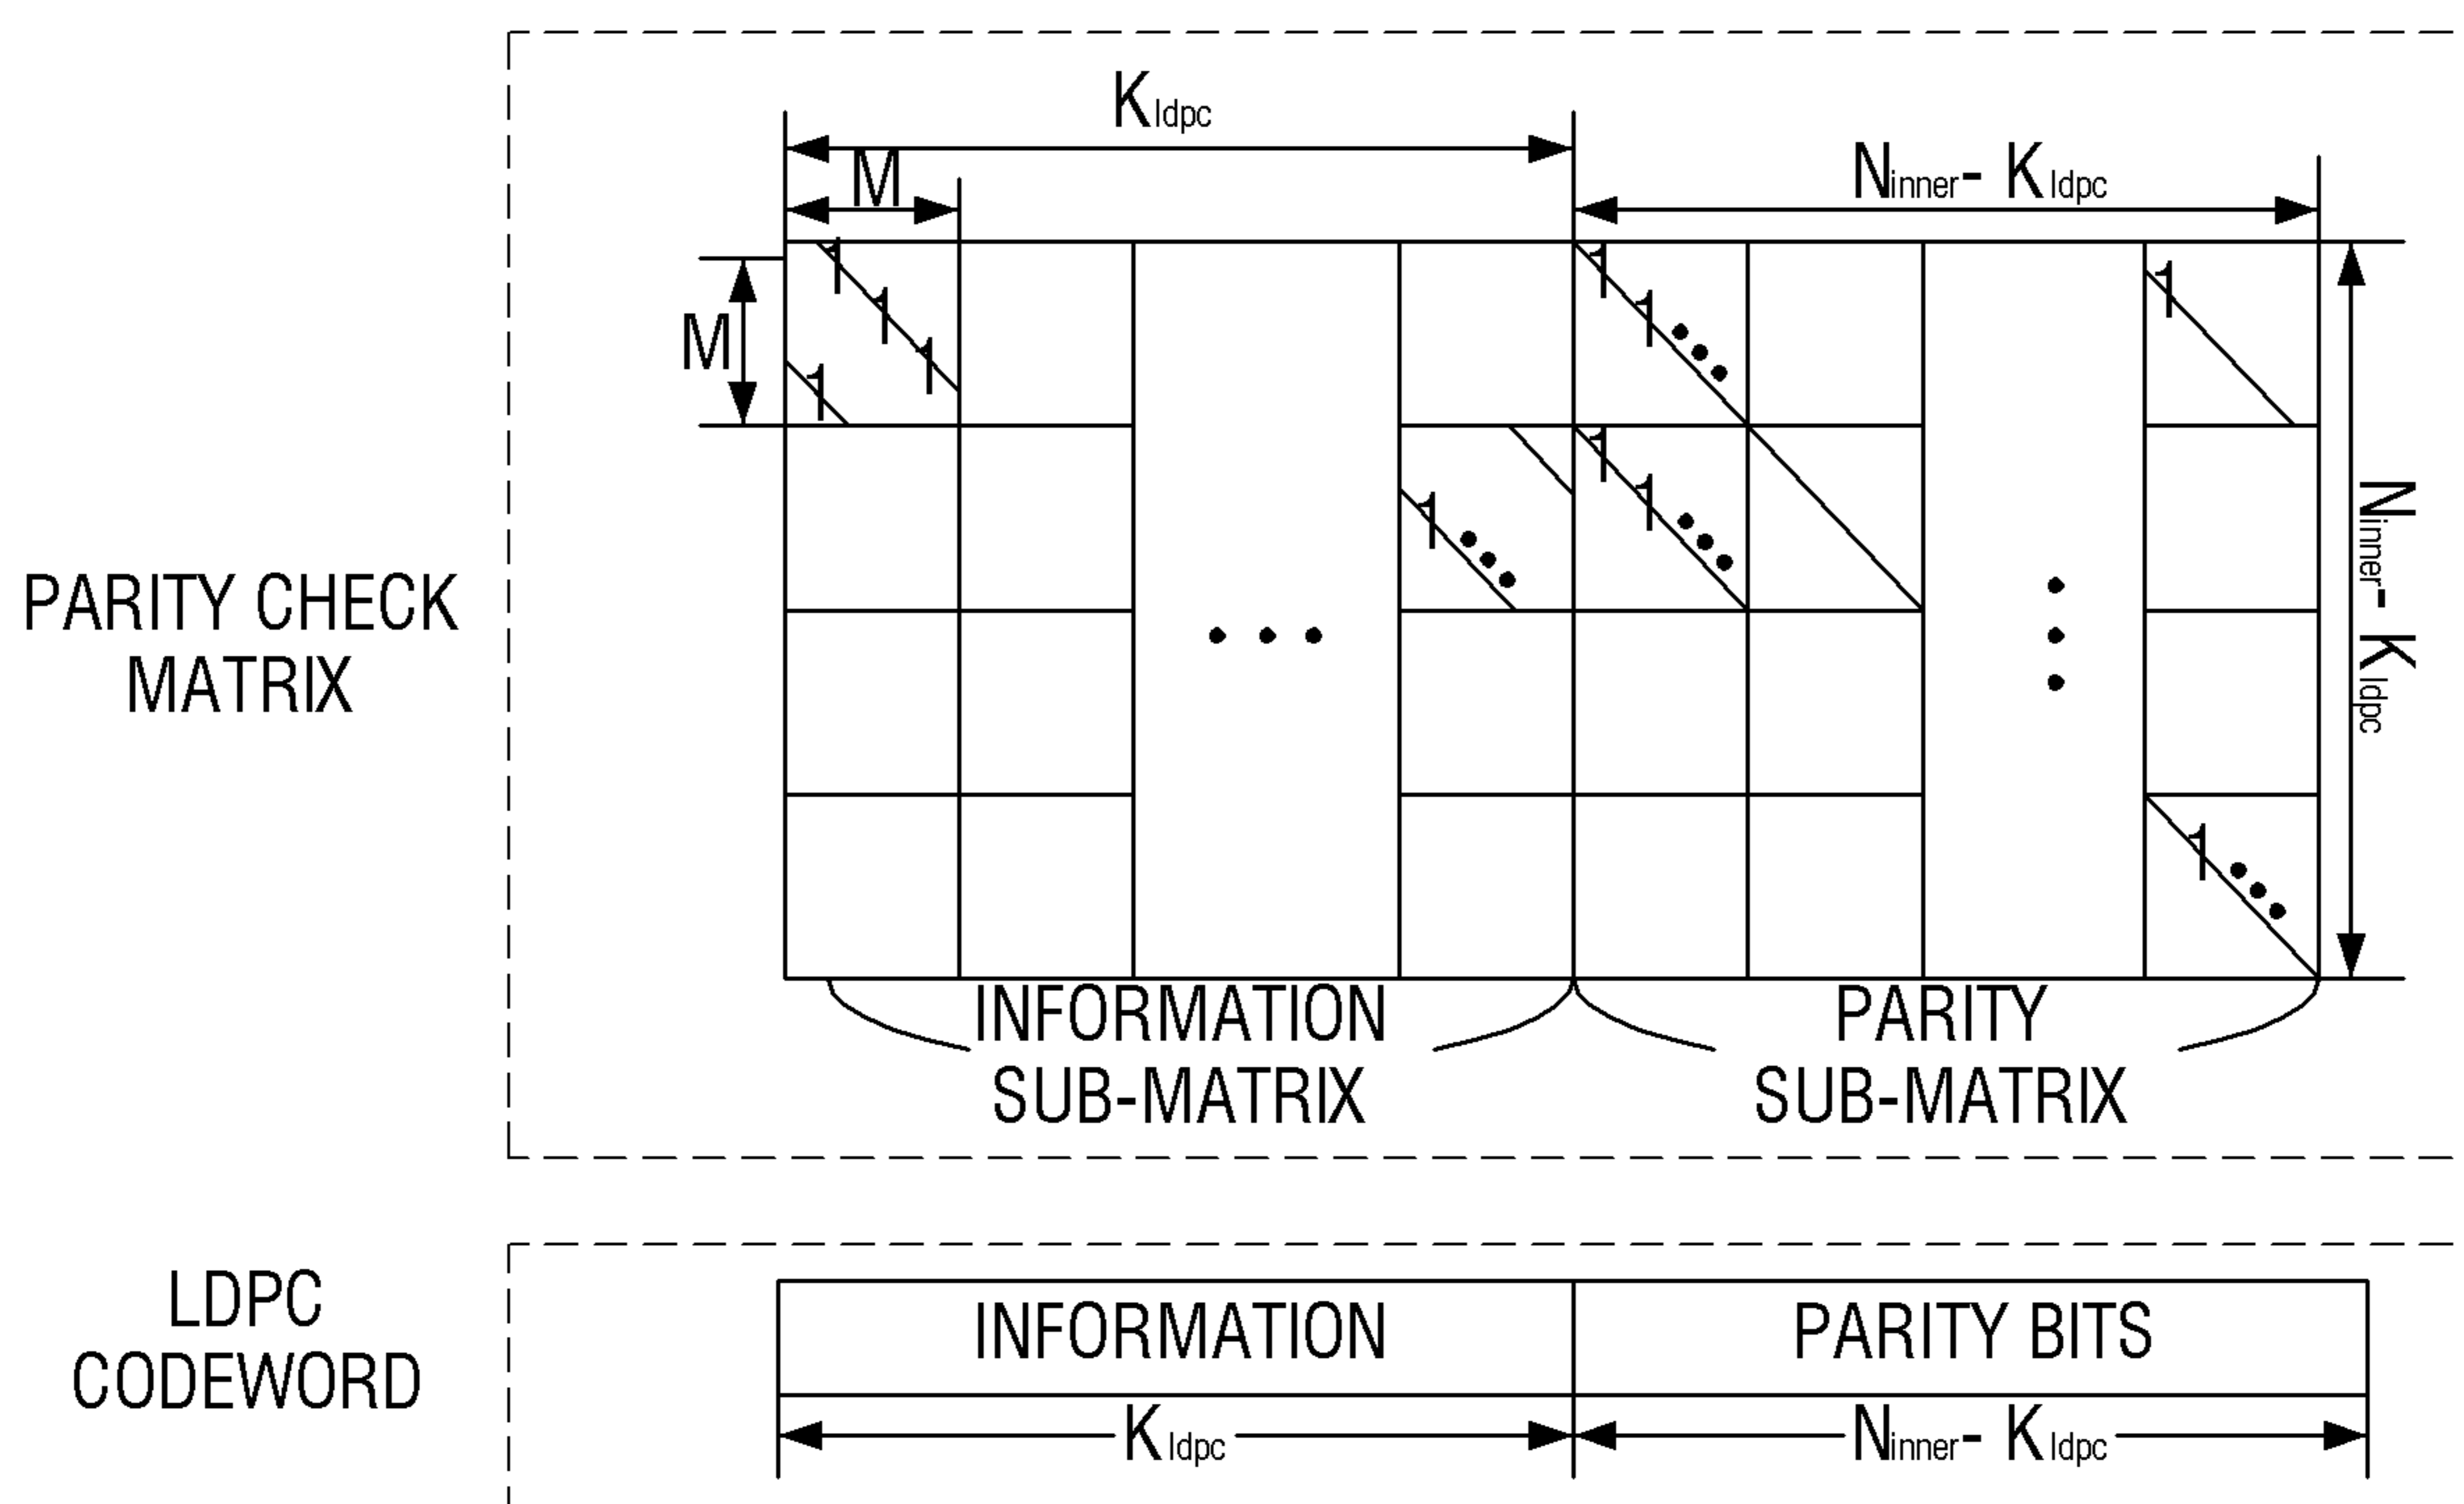 Kldpc
M
Ninner- Kldpc
1
1
1
1
1
1
1
M
1
1
1
1
Ninner- Kldpc
PARITY CHECK
MATRIX
1
INFORMATION
SUB-MATRIX
PARITY
SUB-MATRIX
LDPC
CODEWORD
INFORMATION
PARITY BITS
Kldpc
Ninner- Kldpc